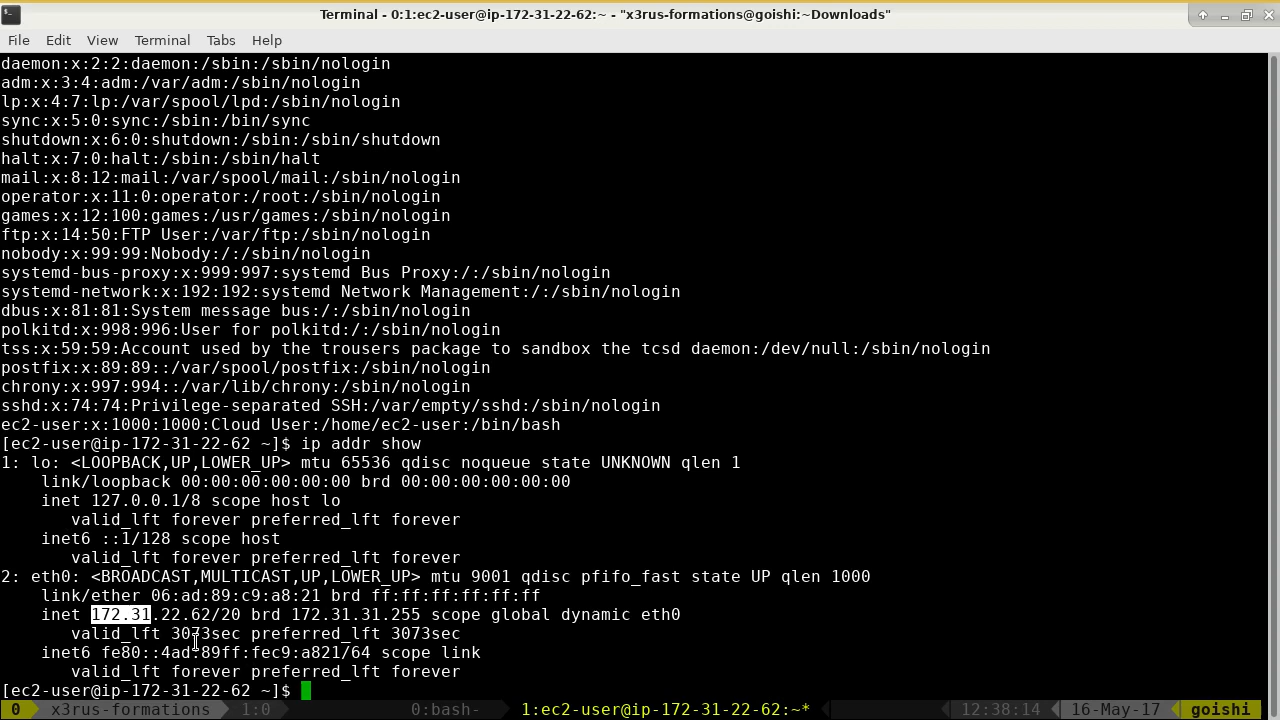 Terminal - 0:1:ec2-user@ip-172-31-22-62:~ - "x3rus-formations@goishi:~Downloads"
File Edit View Terminal Tabs Help
daemon:x:2:2:daemon:/sbin:/sbin/nologin
adm:x:3:4:adm:/var/adm:/sbin/nologin
lp:x:4:7:lp:/var/spool/lpd:/sbin/nologin
sync:x:5:0:sync:/sbin:/bin/sync
shutdown:x:6:0:shutdown:/sbin:/sbin/shutdown
halt:x:7:0:halt:/sbin:/sbin/halt
mail:x:8:12:mail:/var/spool/mail:/sbin/nologin
operator:x:11:0:operator:/root:/sbin/nologin
games:x:12:100:games:/usr/games:/sbin/nologin
ftp:x:14:50:FTP User:/var/ftp:/sbin/nologin
nobody:x:99:99:Nobody:/:/sbin/nologin
systemd-bus-proxy:x:999:997:systemd Bus Proxy:/:/sbin/nologin
systemd-network:x:192:192:systemd Network Management:/:/sbin/nologin
dbus:x:81:81:System message bus:/:/sbin/nologin
polkitd:x:998:996:User for polkitd:/:/sbin/nologin
tss:x:59:59:Account used by the trousers package to sandbox the tcsd daemon:/dev/null:/sbin/nologin
postfix:x:89:89::/var/spool/postfix:/sbin/nologin
chrony:x:997:994::/var/lib/chrony:/sbin/nologin
sshd:x:74:74:Privilege-separated SSH:/var/empty/sshd:/sbin/nologin
ec2-user:x:1000:1000:Cloud User:/home/ec2-user:/bin/bash
[ec2-user@ip-172-31-22-62 ~]$ ip addr show
1: lo: <LOOPBACK,UP,LOWER_UP> mtu 65536 qdisc noqueue state UNKNOWN qlen 1
    link/loopback 00:00:00:00:00:00 brd 00:00:00:00:00:00
    inet 127.0.0.1/8 scope host lo
       valid_lft forever preferred_lft forever
    inet6 ::1/128 scope host
       valid_lft forever preferred_lft forever
2: eth0: <BROADCAST,MULTICAST,UP,LOWER_UP> mtu 9001 qdisc pfifo_fast state UP qlen 1000
    link/ether 06:ad:89:c9:a8:21 brd ff:ff:ff:ff:ff:ff
    inet 172.31.22.62/20 brd 172.31.31.255 scope global dynamic eth0
       valid_lft 3073sec preferred_lft 3073sec
    inet6 fe80::4ad:89ff:fec9:a821/64 scope link
       valid_lft forever preferred_lft forever
[ec2-user@ip-172-31-22-62 ~]$
0 x3rus-formations 1:0 0:bash- 1:ec2-user@ip-172-31-22-62:~* 12:38:14 16-May-17 goishi